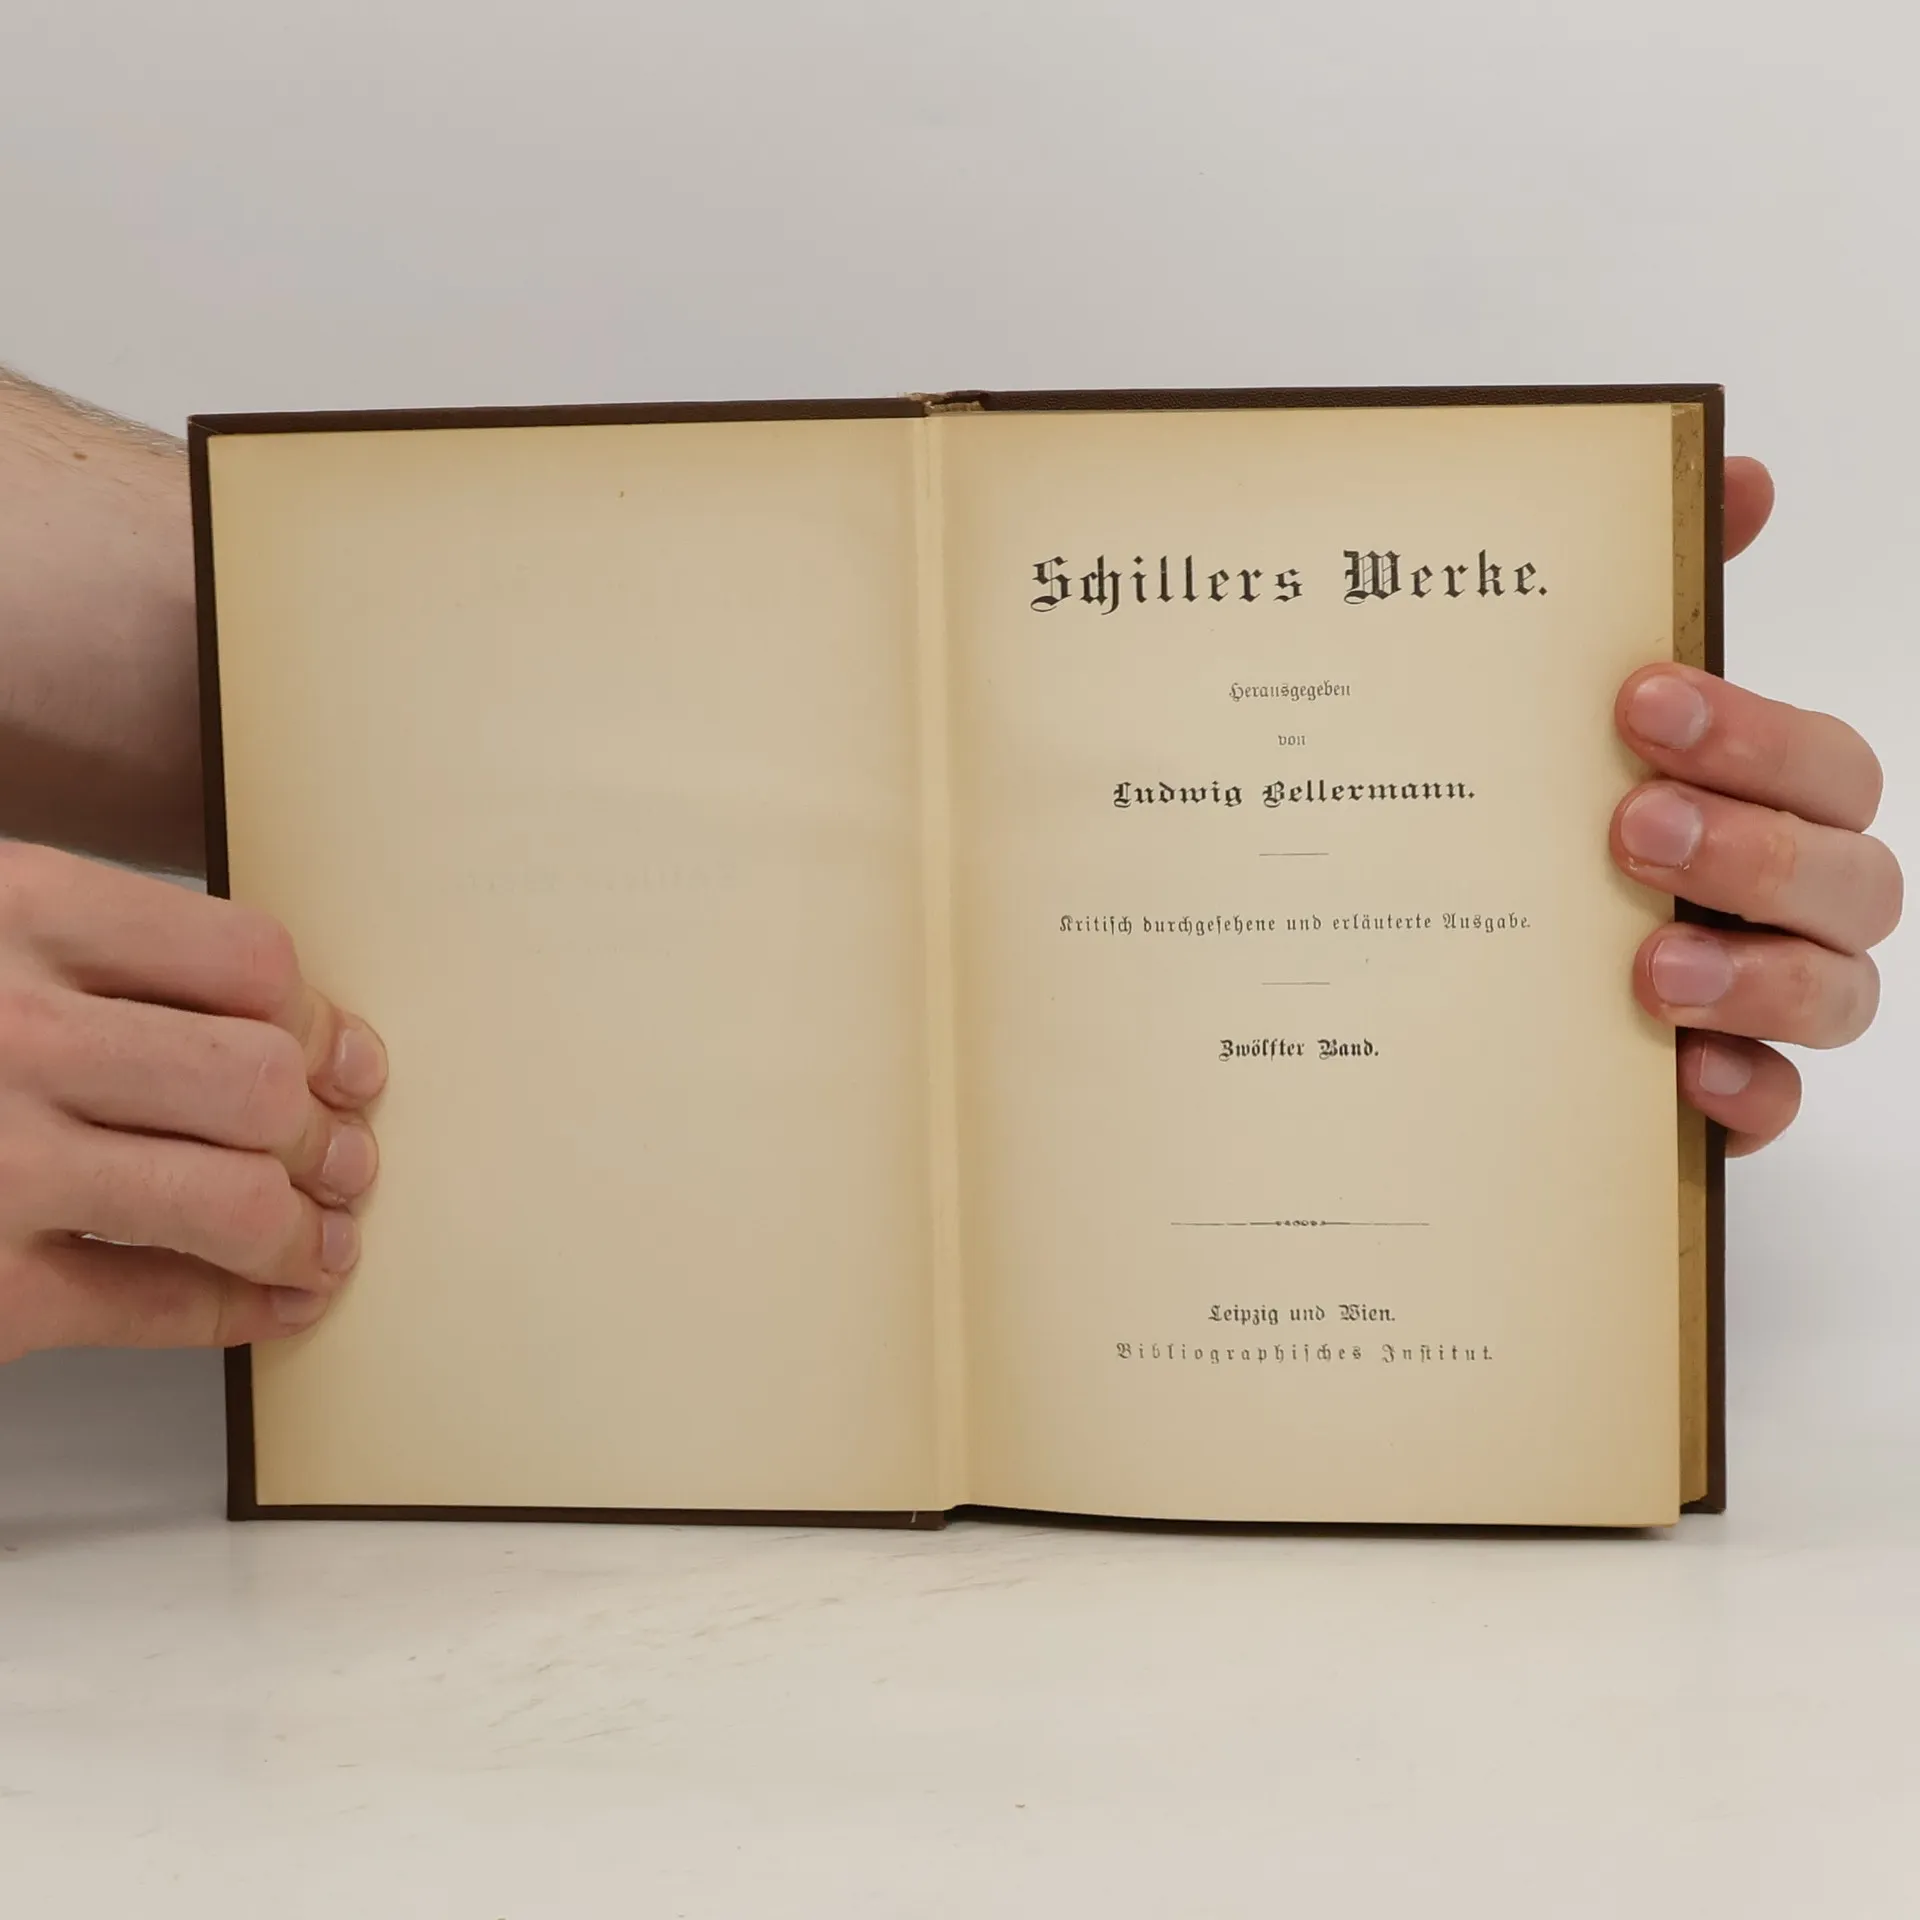 Schillers Werke.
Herausgegeben
von
Ludwig Bellermann.
Kritisch durchgesehene und erläuterte Ausgabe.
Zwölfter Band.
Leipzig und Wien.
Bibliographisches Institut.